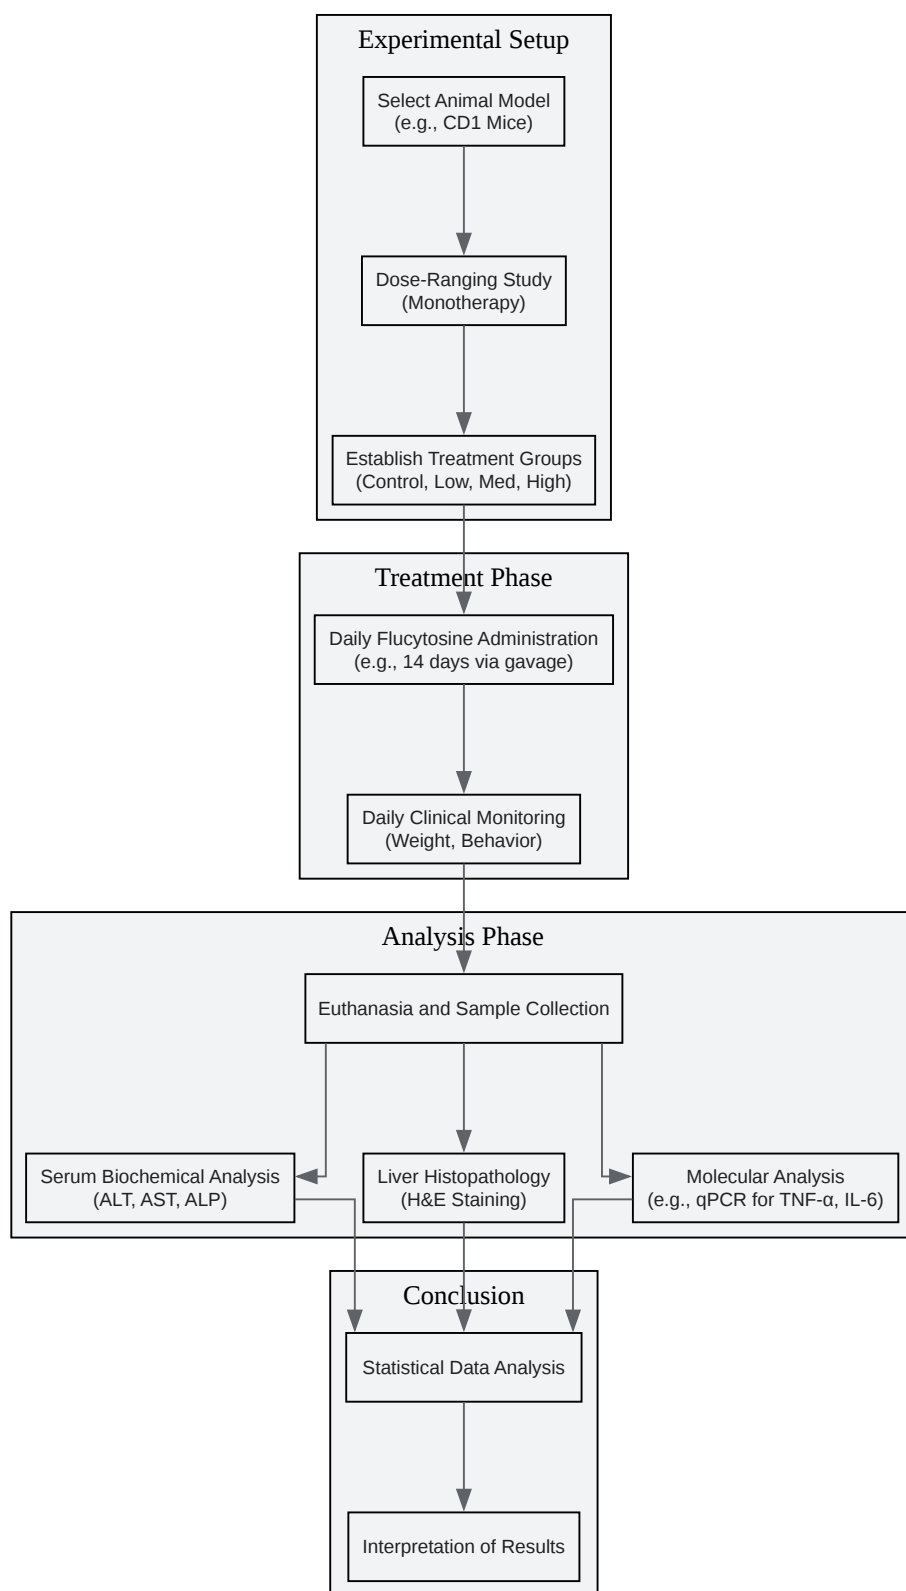 Experimental Setup
Select Animal Model
(e.g., CD1 Mice)
Dose-Ranging Study
(Monotherapy)
Establish Treatment Groups
(Control, Low, Med, High)
Treatment Phase
Daily Flucytosine Administration
(e.g., 14 days via gavage)
Daily Clinical Monitoring
(Weight, Behavior)
Analysis Phase
Euthanasia and Sample Collection
Serum Biochemical Analysis
(ALT, AST, ALP)
Liver Histopathology
(H&E Staining)
Molecular Analysis
(e.g., qPCR for TNF-α, IL-6)
Conclusion
Statistical Data Analysis
Interpretation of Results